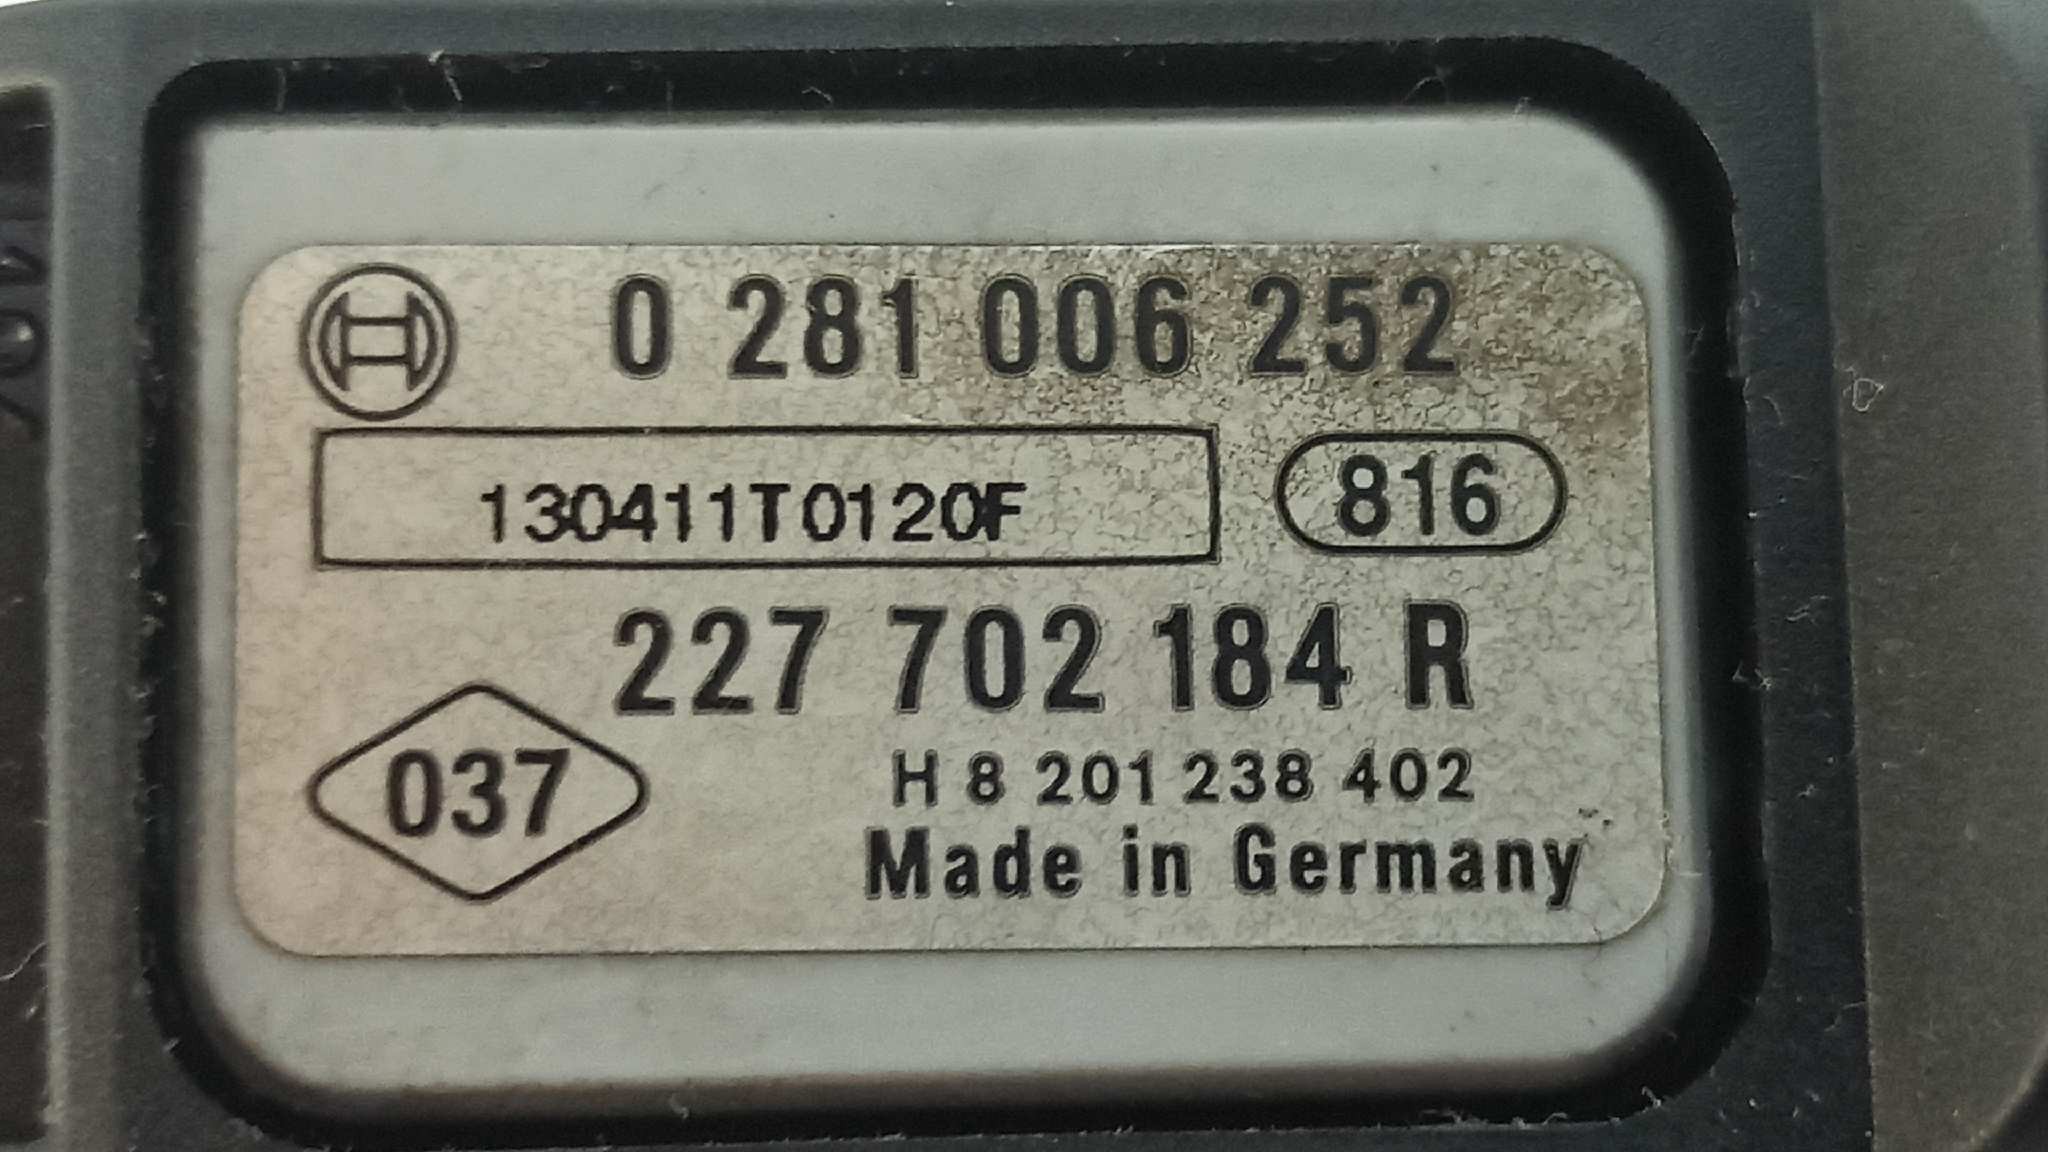 0 281 006 252
130411T0120F
816
227 702 184 R
037
H 8 201 238 402
Made in Germany